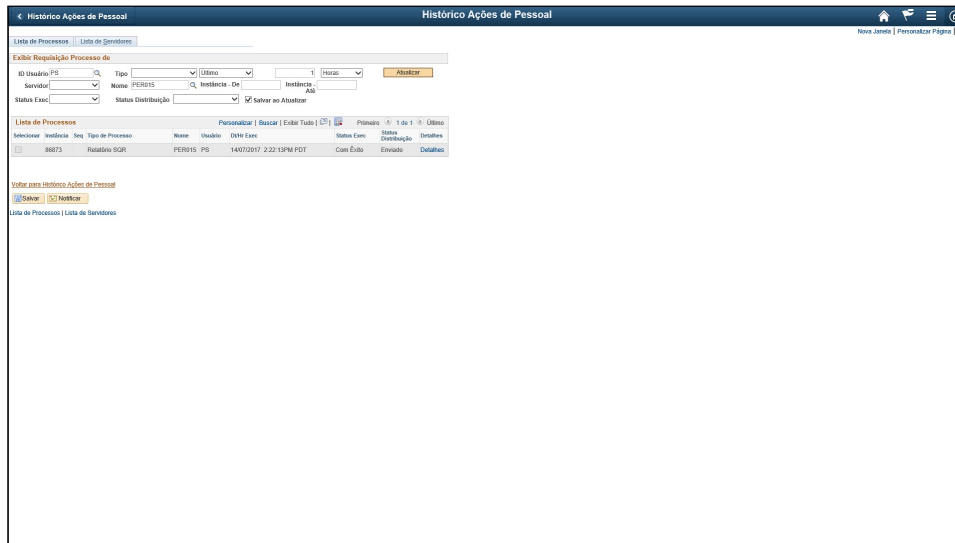 Histórico Ações de Pessoal
Histórico Ações de Pessoal
Nova Janela | Personalizar Página |
Lista de Processos
Lista de Servidores
Exibir Requisição Processo de
ID Usuário PS Tipo Último 1 Horas Atualizar
Servidor Nome PER015 Instância - De Instância - Até
Status Exec Status Distribuição Salvar ao Atualizar
Lista de Processos Personalizar | Buscar | Exibir Tudo | Primeiro 1 de 1 Último
Selecionar Instância Seq Tipo de Processo Nome Usuário Dt/Hr Exec Status Exec Status Distribuição Detalhes
86873 Relatório SQR PER015 PS 14/07/2017 2:22:13PM PDT Com Êxito Enviado Detalhes
Voltar para Histórico Ações de Pessoal
Salvar Notificar
Lista de Processos | Lista de Servidores